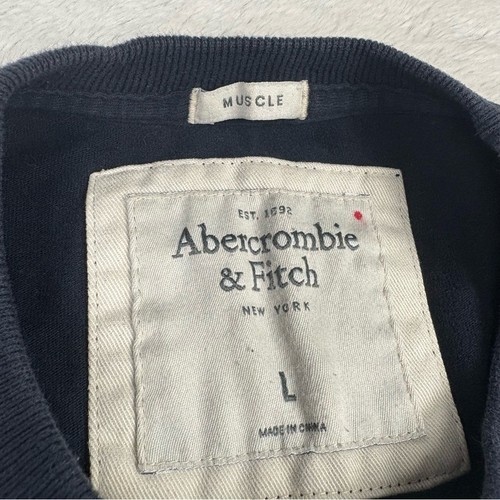 MUSCLE
EST. 1892
Abercrombie
& Fitch
NEW YORK
L
MADE IN CHINA